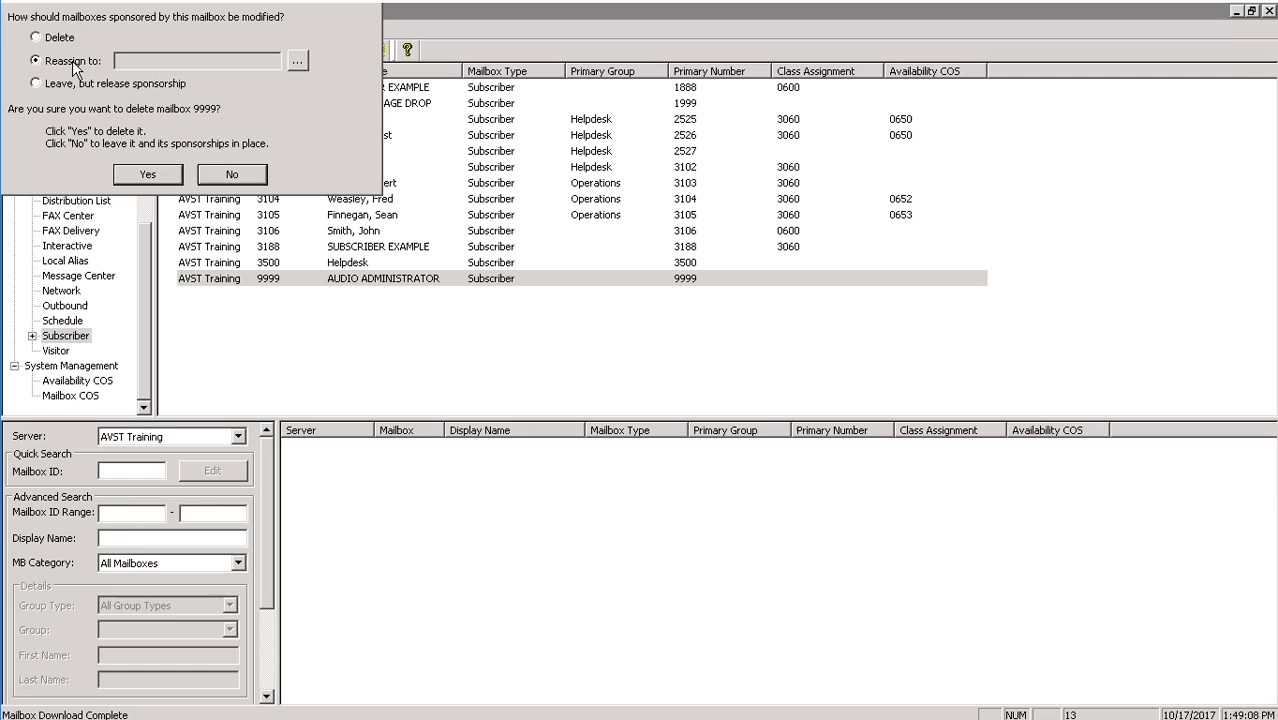 How should mailboxes sponsored by this mailbox be modified?
Delete
Reassign to:
...
Leave, but release sponsorship
Are you sure you want to delete mailbox 9999?
Click "Yes" to delete it.
Click "No" to leave it and its sponsorships in place.
Yes No
?
e Mailbox Type Primary Group Primary Number Class Assignment Availability COS
R EXAMPLE Subscriber 1888 0600
AGE DROP Subscriber 1999
Subscriber Helpdesk 2525 3060 0650
st Subscriber Helpdesk 2526 3060 0650
Subscriber Helpdesk 2527
Subscriber Helpdesk 3102 3060
ert Subscriber Operations 3103 3060
AVST Training 3104 Weasley, Fred Subscriber Operations 3104 3060 0652
AVST Training 3105 Finnegan, Sean Subscriber Operations 3105 3060 0653
AVST Training 3106 Smith, John Subscriber 3106 0600
AVST Training 3188 SUBSCRIBER EXAMPLE Subscriber 3188 3060
AVST Training 3500 Helpdesk Subscriber 3500
AVST Training 9999 AUDIO ADMINISTRATOR Subscriber 9999
Distribution List
FAX Center
FAX Delivery
Interactive
Local Alias
Message Center
Network
Outbound
Schedule
Subscriber
Visitor
System Management
Availability COS
Mailbox COS
Server: AVST Training
Quick Search
Mailbox ID: Edit
Advanced Search
Mailbox ID Range: -
Display Name:
MB Category: All Mailboxes
Details
Group Type: All Group Types
Group:
First Name:
Last Name:
Server Mailbox Display Name Mailbox Type Primary Group Primary Number Class Assignment Availability COS
Mailbox Download Complete NUM 13 10/17/2017 1:49:08 PM